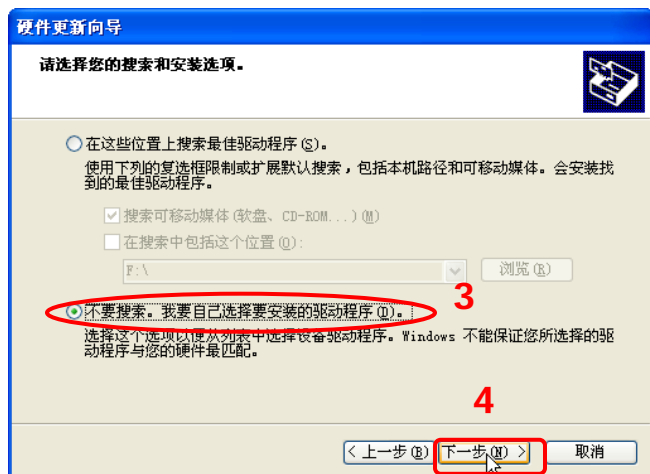 硬件更新向导
请选择您的搜索和安装选项。
在这些位置上搜索最佳驱动程序(S)。
使用下列的复选框限制或扩展默认搜索，包括本机路径和可移动媒体。会安装找
到的最佳驱动程序。
搜索可移动媒体(软盘、CD-ROM...)(M)
在搜索中包括这个位置(O):
F:\ 浏览(R)
3
不要搜索。我要自己选择要安装的驱动程序(D)。
选择这个选项以便从列表中选择设备驱动程序。Windows 不能保证您所选择的驱
动程序与您的硬件最匹配。
4
< 上一步(B) 下一步(N) > 取消